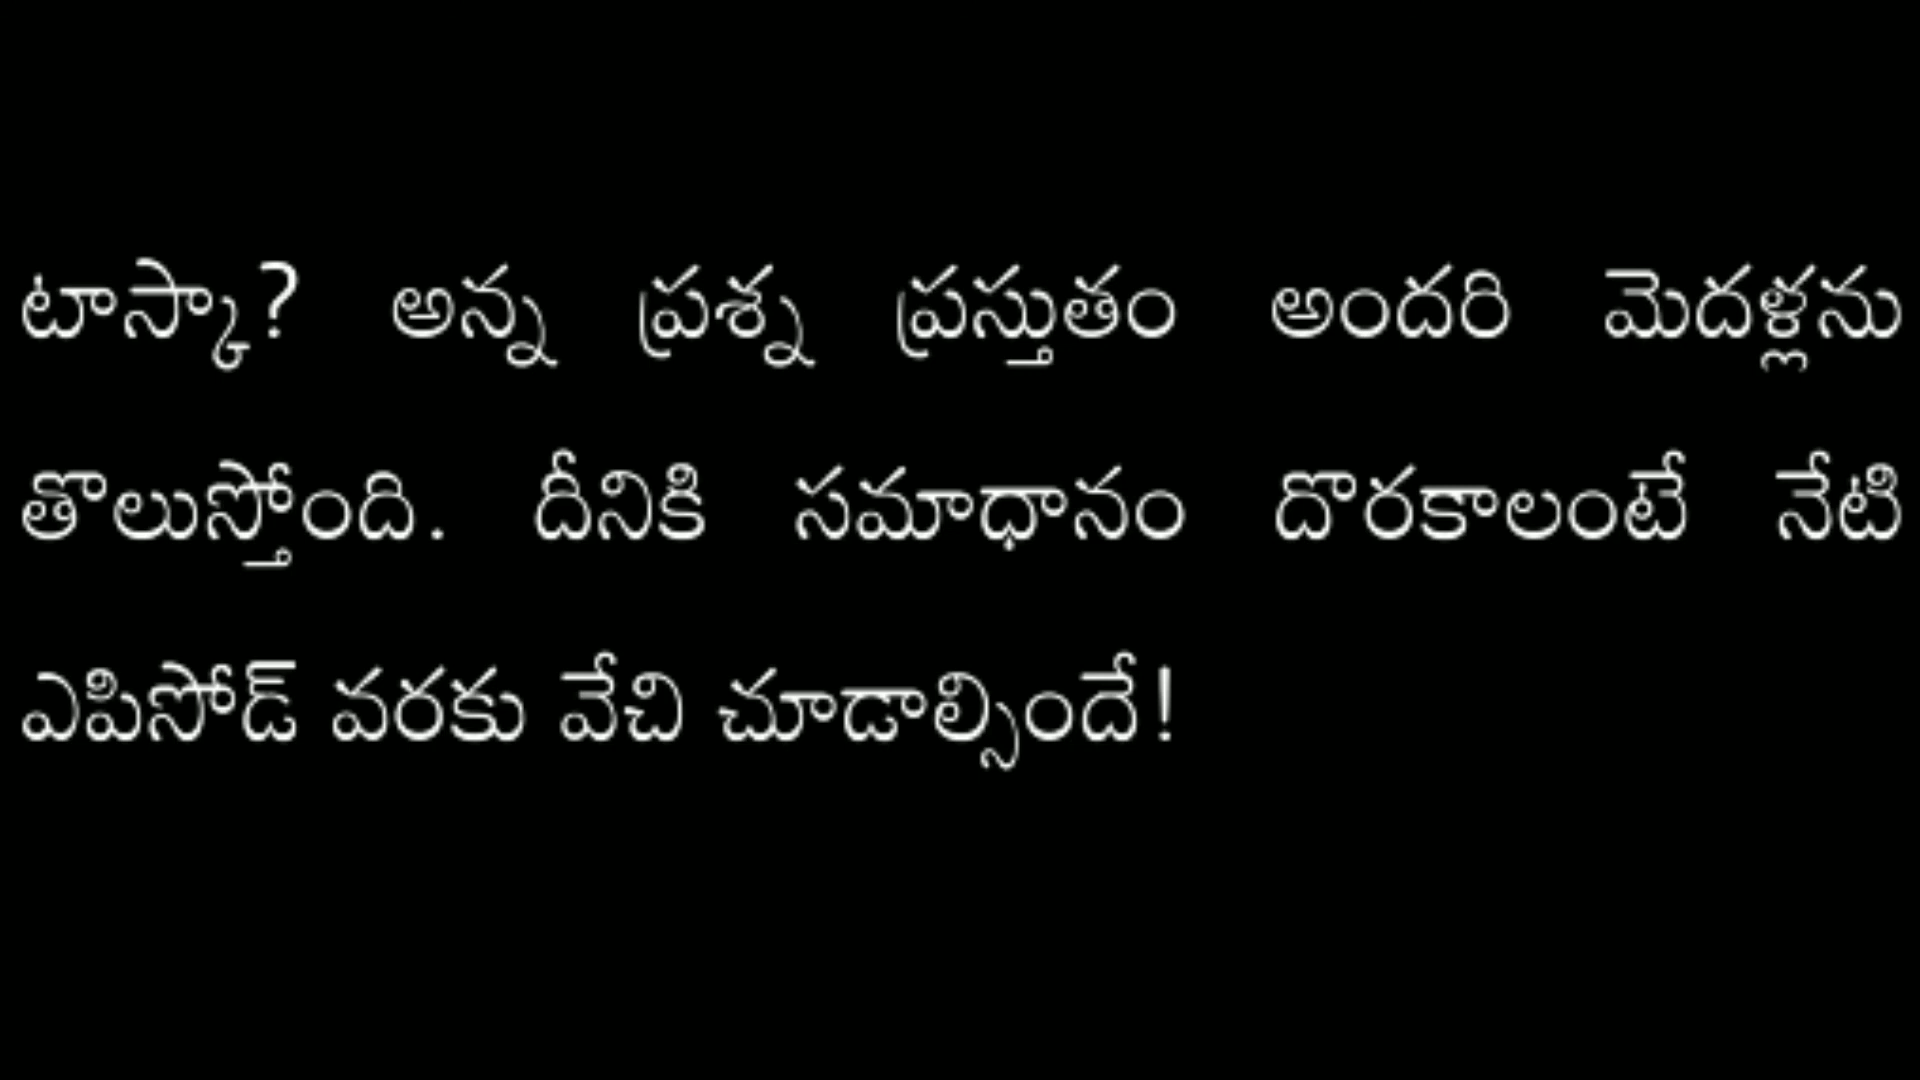 టాస్కా? అన్న ప్రశ్న ప్రస్తుతం అందరి మెదళ్లను
తొలుస్తోంది. దీనికి సమాధానం దొరకాలంటే నేటి
ఎపిసోడ్ వరకు వేచి చూడాల్సిందే!